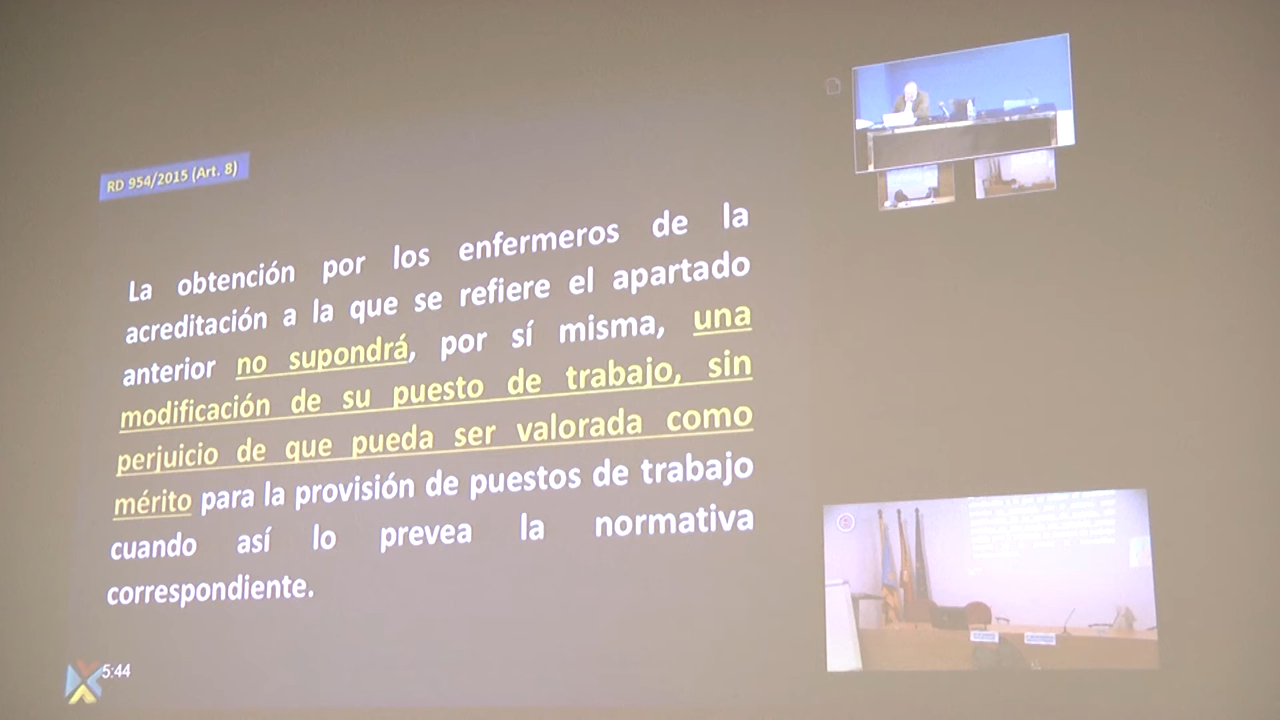 RD 954/2015 (Art. 8)
La obtención por los enfermeros de la
acreditación a la que se refiere el apartado
anterior no supondrá, por sí misma, una
modificación de su puesto de trabajo, sin
perjuicio de que pueda ser valorada como
mérito para la provisión de puestos de trabajo
cuando así lo prevea la normativa
correspondiente.
5:44